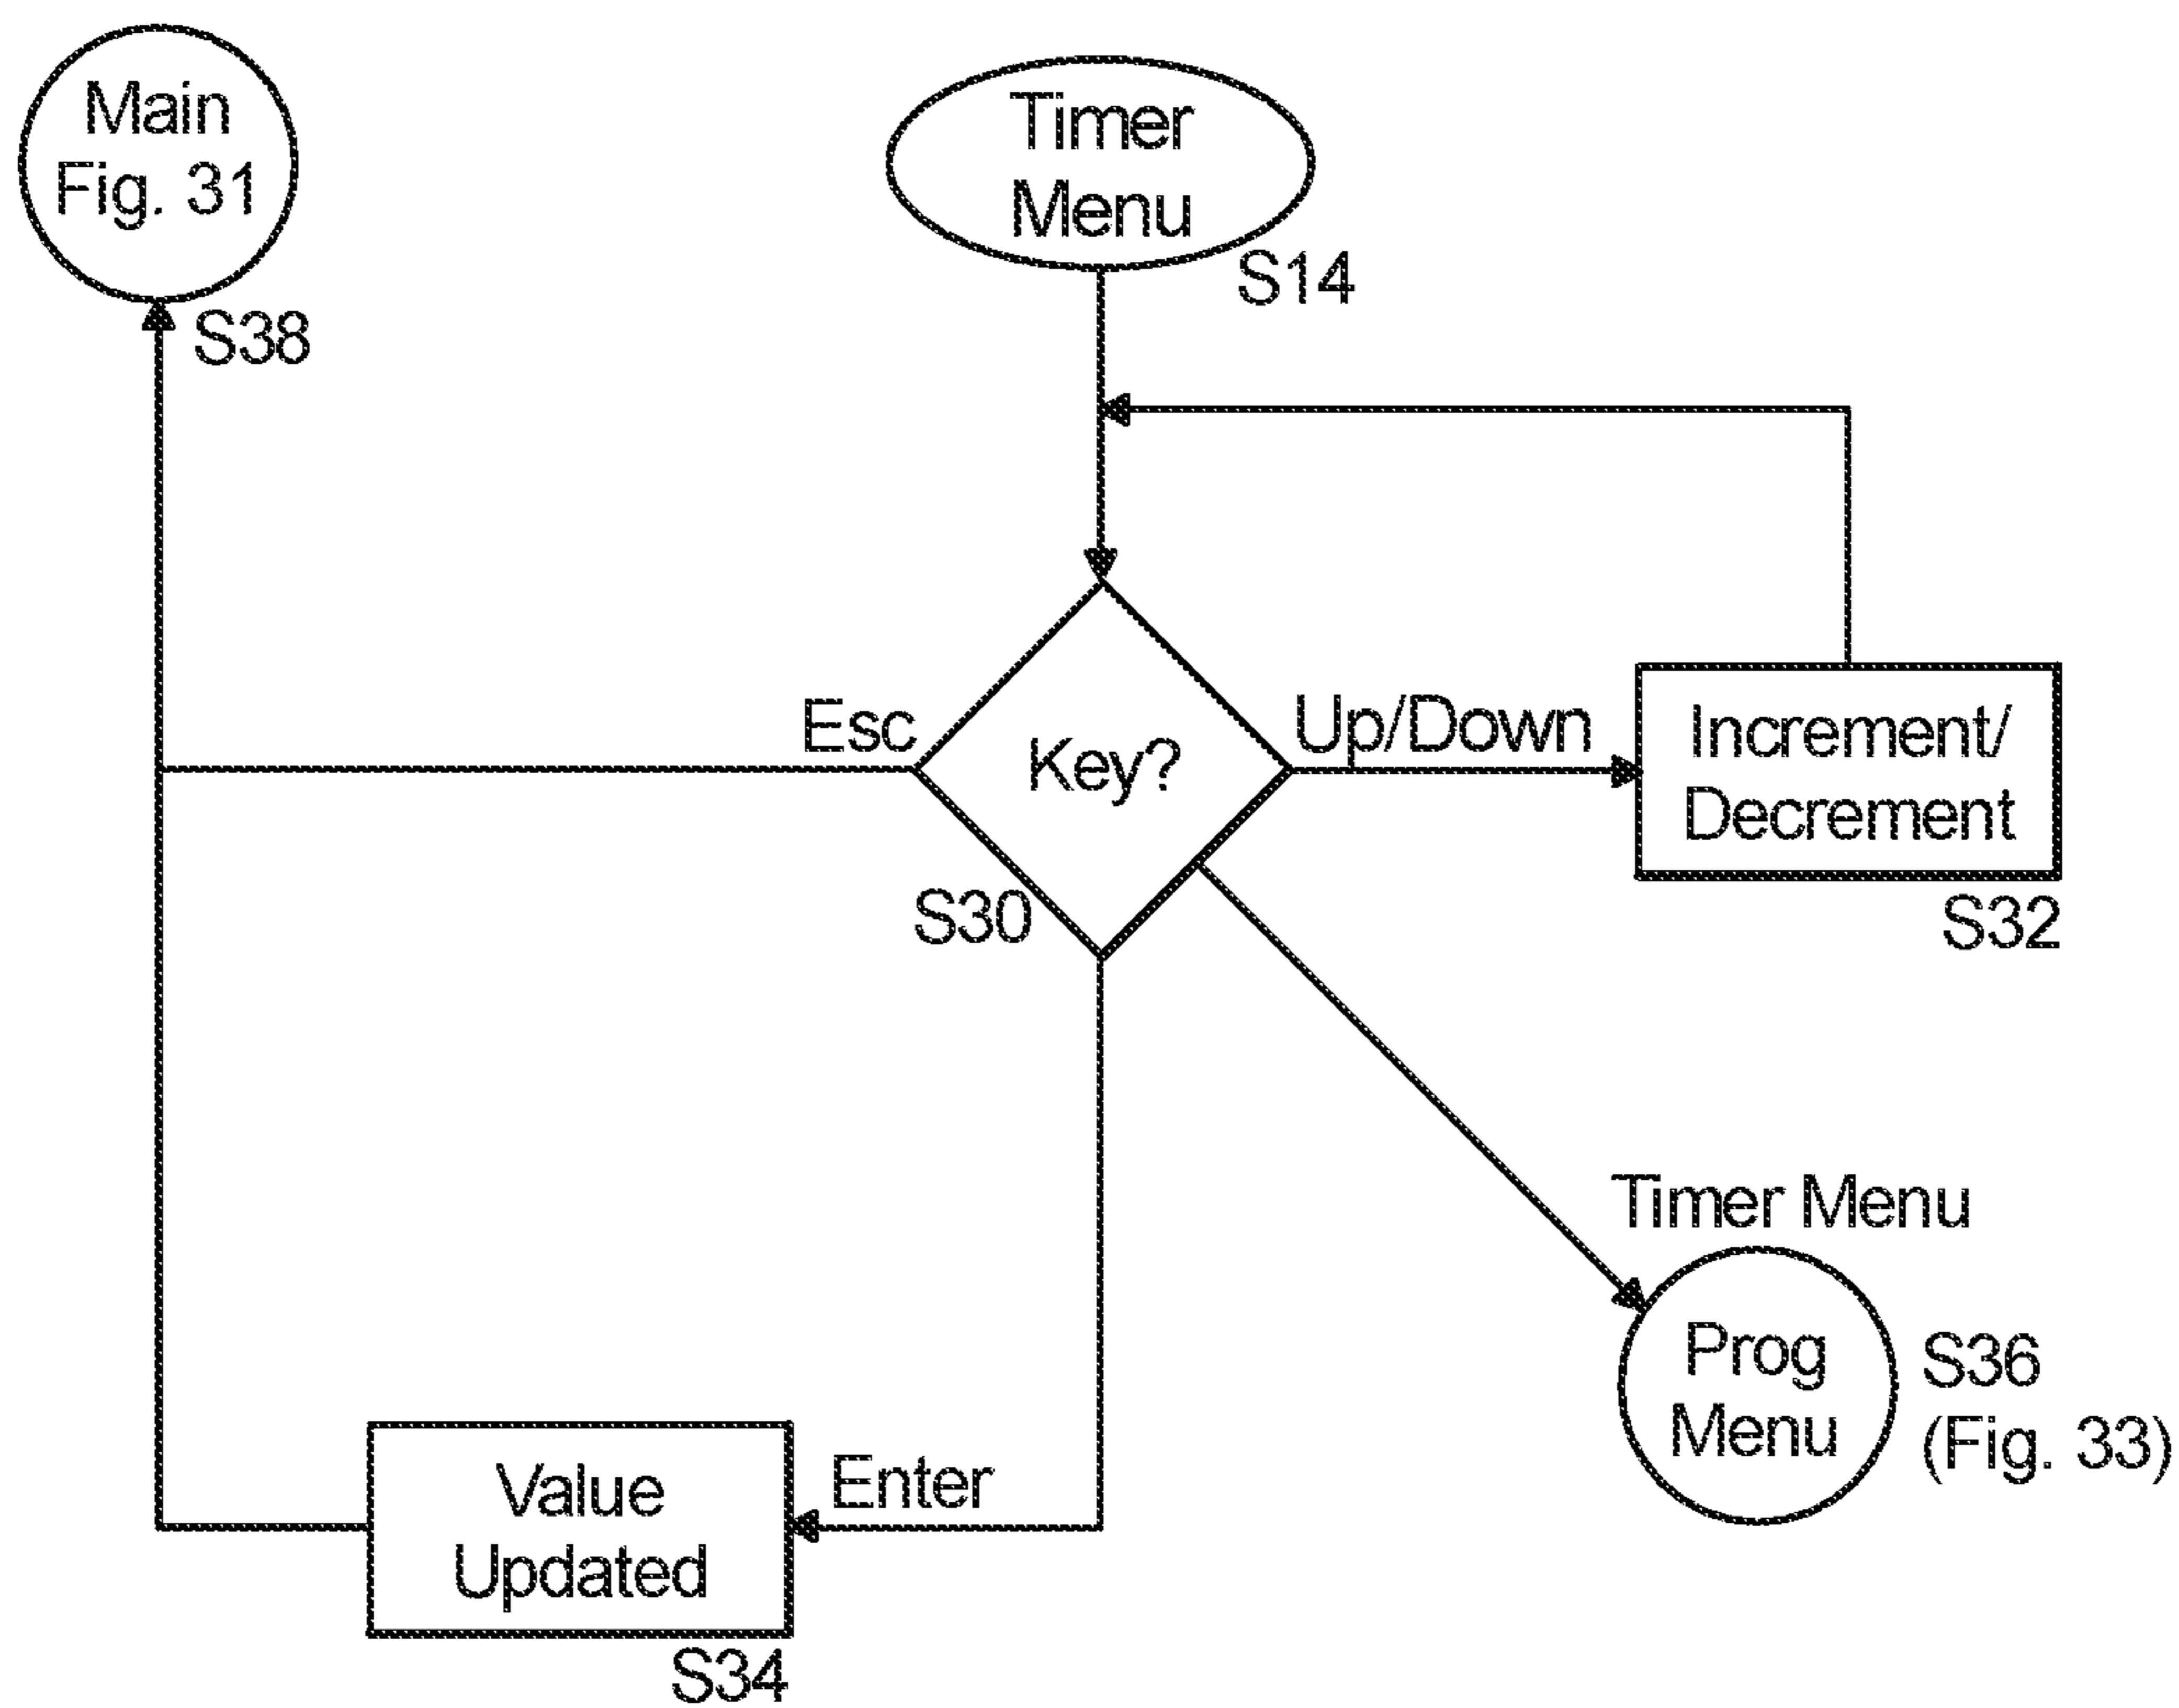 Main
Fig. 31
S38
Timer
Menu
S14
Esc
Key?
S30
Up/Down
Increment/
Decrement
S32
Timer Menu
Prog
Menu
S36
(Fig. 33)
Enter
Value
Updated
S34